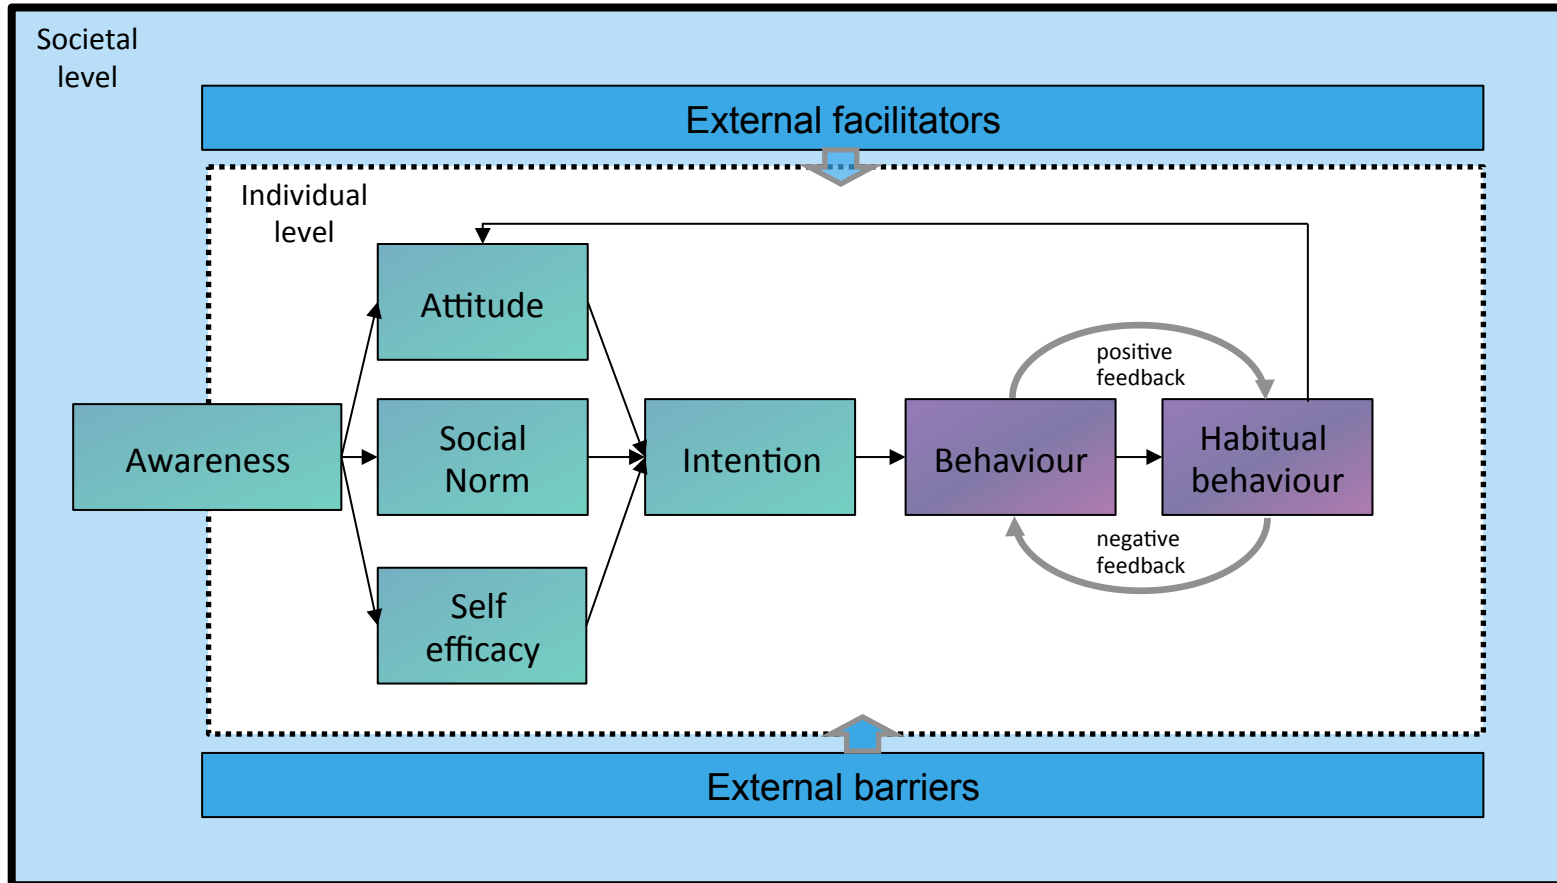 Societal
level
External facilitators
Individual
level
Attitude
positive
feedback
Awareness
Social
Norm
Intention
Behaviour
Habitual
behaviour
negative
feedback
Self
efficacy
External barriers